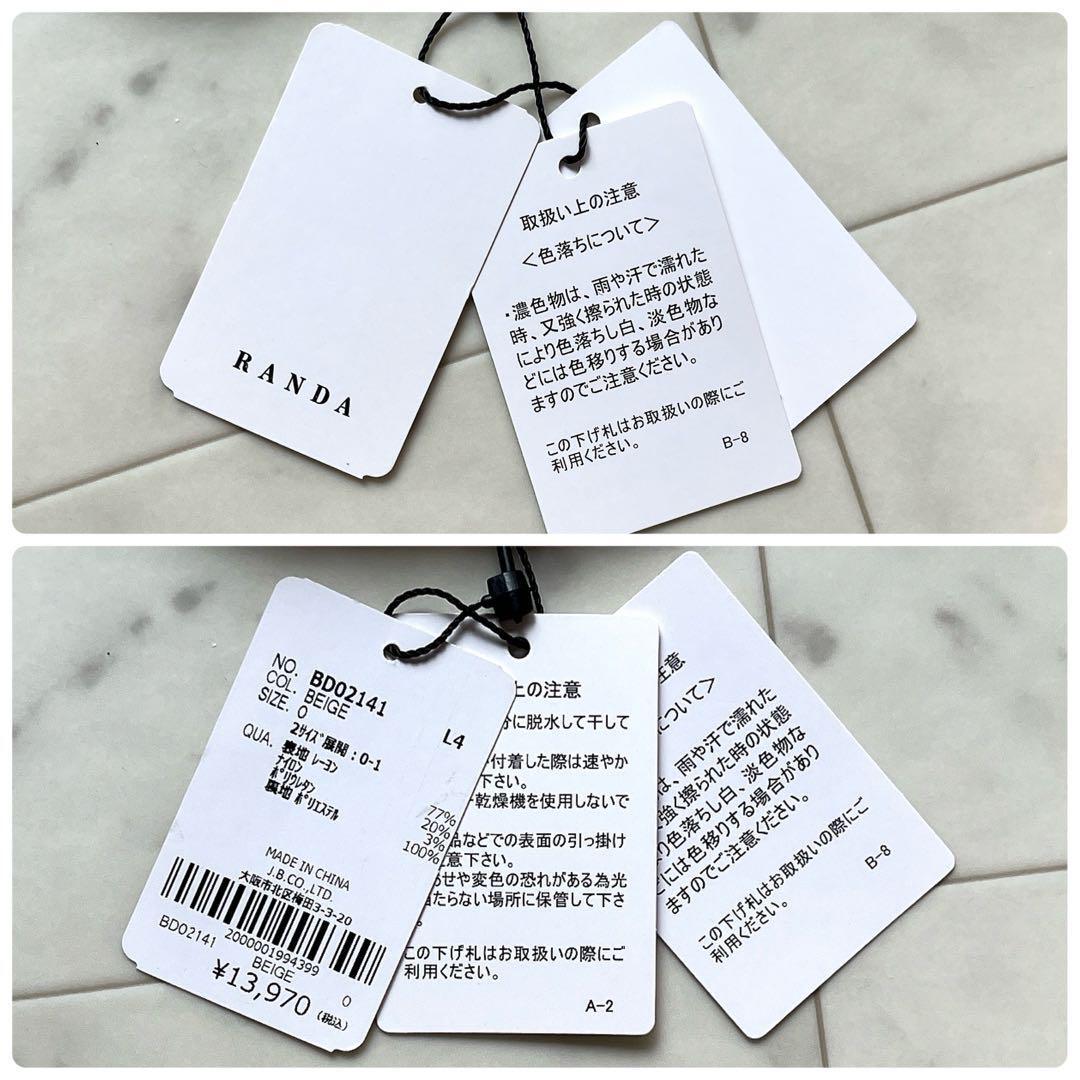 RANDA
取扱い上の注意
＜色落ちについて＞
・濃色物は、雨や汗で濡れた
時、又強く擦られた時の状態
により色落ちし白、淡色物な
どには色移りする場合があり
ますのでご注意ください。
この下げ札はお取扱いの際にご
利用ください。
B-8
NO. BD02141
COL. BEIGE
SIZE. 0
2ｻｲｽﾞ展開：0-1
L4
QUA. 表地 ﾚｰﾖﾝ 77%
ﾅｲﾛﾝ 20%
ﾎﾟﾘｳﾚﾀﾝ 3%
裏地 ﾎﾟﾘｴｽﾃﾙ 100%
MADE IN CHINA
J.B.CO.,LTD.
大阪市北区梅田3-3-20
BD02141 2000001994399
BEIGE 0
¥13,970 (税込)
上の注意
に脱水して干して
付着した際は速やか
下さい。
乾燥機を使用しないで
品などでの表面の引っ掛け
意下さい。
せや変色の恐れがある為光
たらない場所に保管して下さ
。
この下げ札はお取扱いの際にご
利用ください。
A-2
注意
ついて＞
は、雨や汗で濡れた
強く擦られた時の状態
り色落ちし白、淡色物な
には色移りする場合があり
ますのでご注意ください。
この下げ札はお取扱いの際にご
利用ください。
B-8